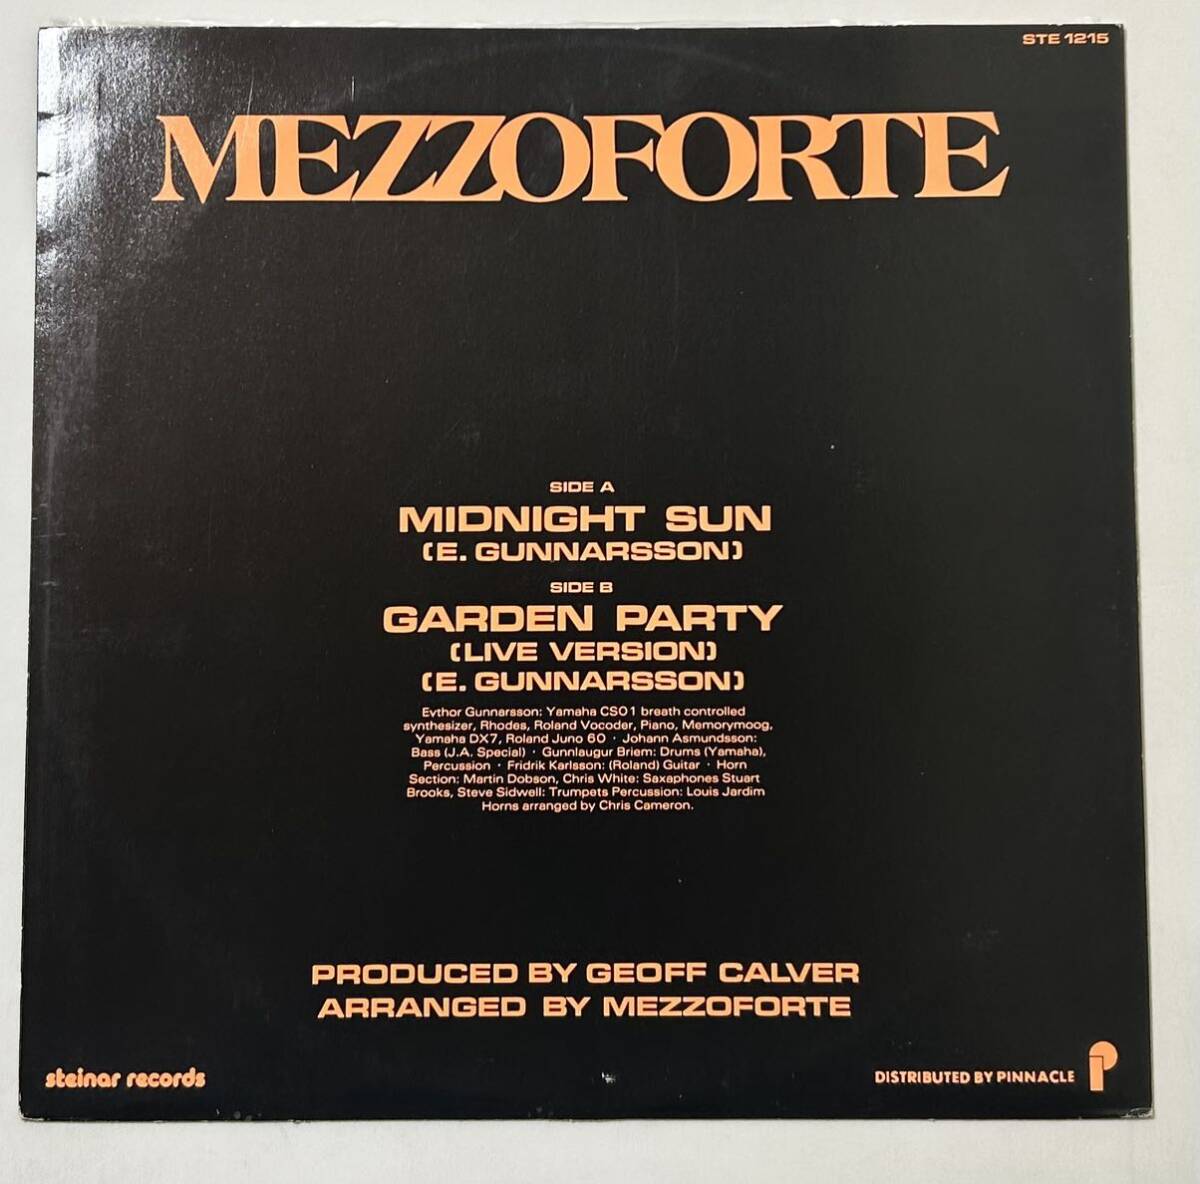 STE 1215
MEZZOFORTE
SIDE A
MIDNIGHT SUN
(E. GUNNARSSON)
SIDE B
GARDEN PARTY
(LIVE VERSION)
(E. GUNNARSSON)
Eythor Gunnarsson: Yamaha CS01 breath controlled
synthesizer, Rhodes, Roland Vocoder, Piano, Memorymoog,
Yamaha DX7, Roland Juno 60 · Johann Asmundsson:
Bass (J.A. Special) · Gunnlaugur Briem: Drums (Yamaha),
Percussion · Fridrik Karlsson: (Roland) Guitar · Horn
Section: Martin Dobson, Chris White: Saxaphones Stuart
Brooks, Steve Sidwell: Trumpets Percussion: Louis Jardim
Horns arranged by Chris Cameron.
PRODUCED BY GEOFF CALVER
ARRANGED BY MEZZOFORTE
steinar records
DISTRIBUTED BY PINNACLE